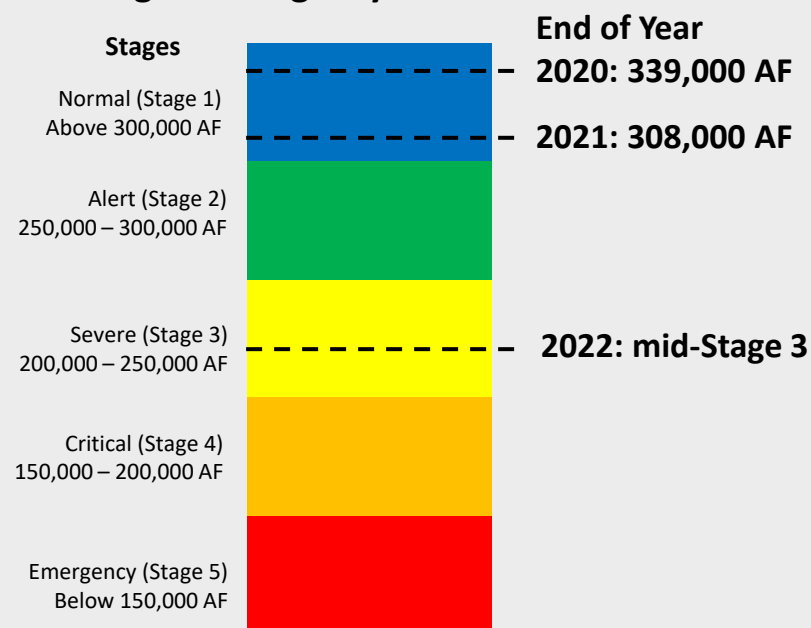 Stages
Normal (Stage 1)
Above 300,000 AF
Alert (Stage 2)
250,000 – 300,000 AF
Severe (Stage 3)
200,000 – 250,000 AF
Critical (Stage 4)
150,000 – 200,000 AF
Emergency (Stage 5)
Below 150,000 AF
End of Year
2020: 339,000 AF
2021: 308,000 AF
2022: mid-Stage 3